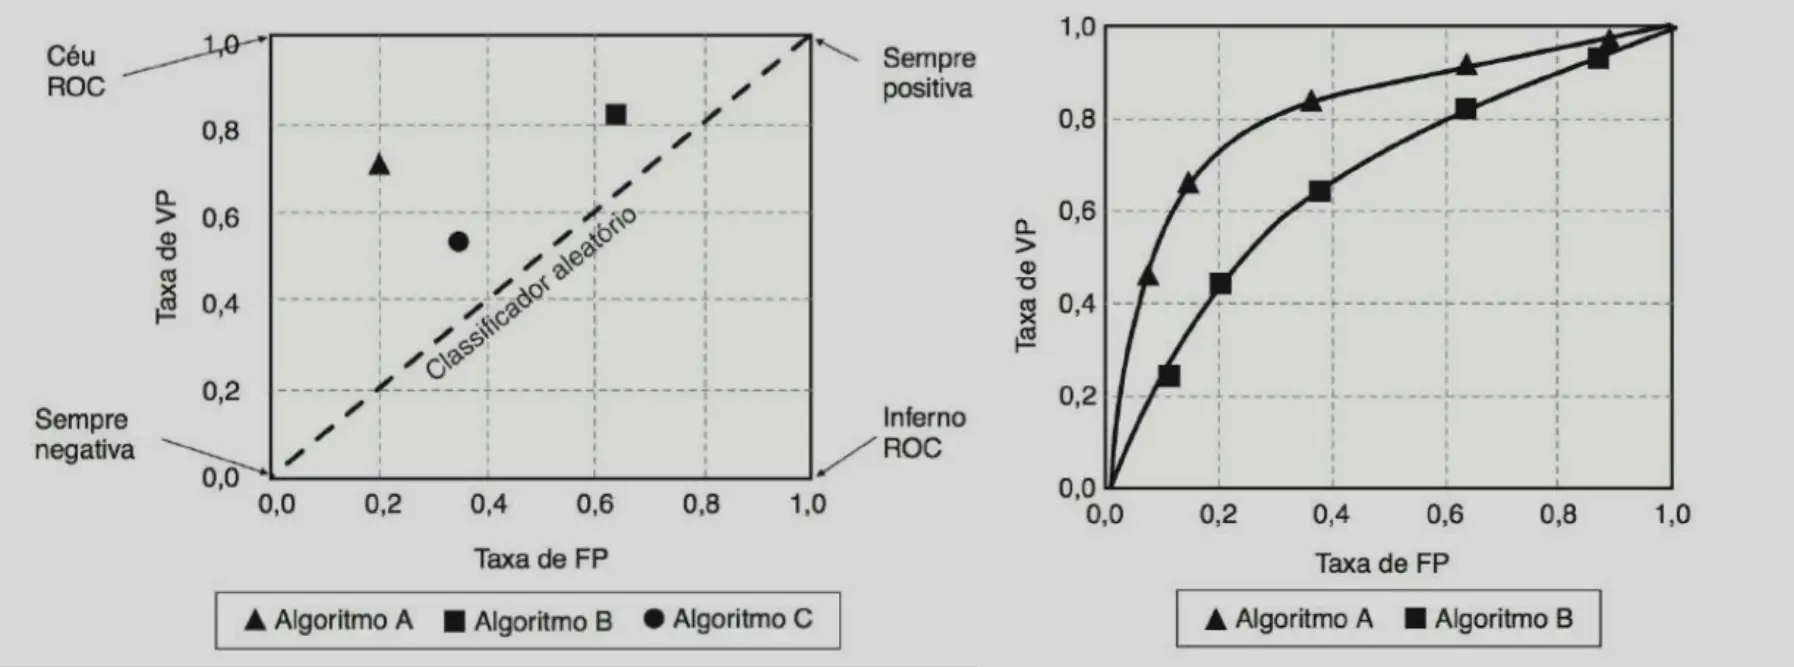 Céu
ROC
1,0
Sempre
positiva
0,8
Taxa de VP
0,6
Classificador aleatório
0,4
0,2
Sempre
negativa
0,0
Inferno
ROC
0,0 0,2 0,4 0,6 0,8 1,0
Taxa de FP
Algoritmo A Algoritmo B Algoritmo C
1,0
0,8
0,6
Taxa de VP
0,4
0,2
0,0
0,0 0,2 0,4 0,6 0,8 1,0
Taxa de FP
Algoritmo A Algoritmo B